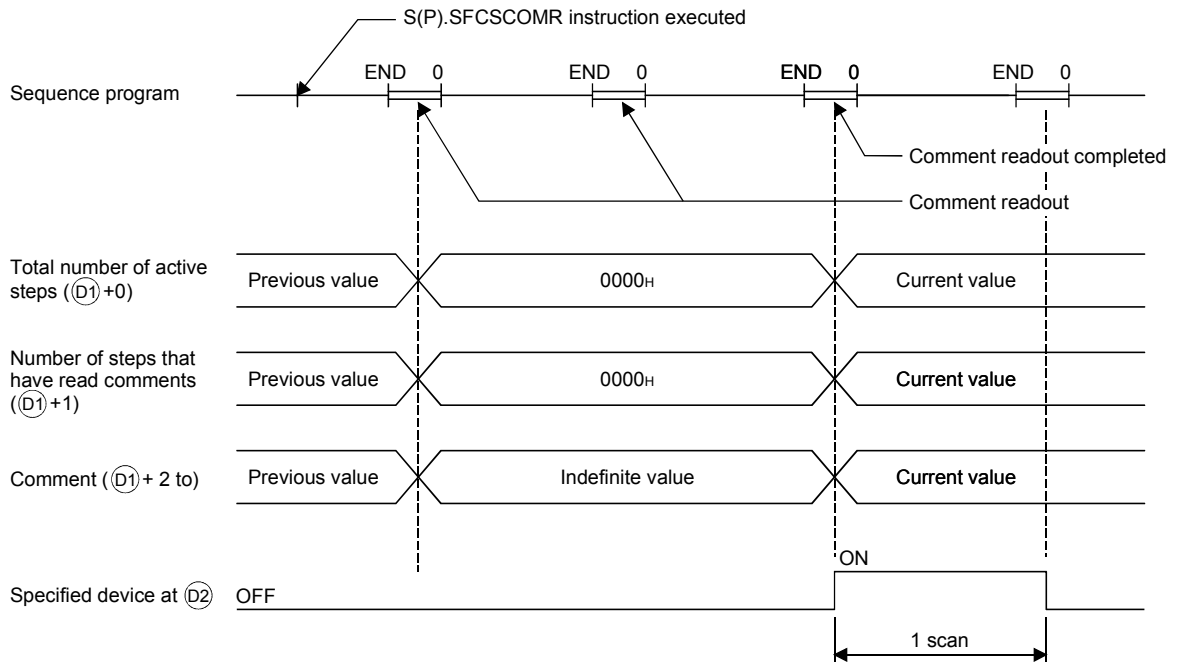 S(P).SFCSCOMR instruction executed
END 0 END 0 END 0 END 0
Sequence program
Comment readout completed
Comment readout
Total number of active
steps (D1 +0)
Previous value 0000H Current value
Number of steps that
have read comments
(D1 +1)
Previous value 0000H Current value
Comment ( D1 + 2 to)
Previous value Indefinite value Current value
ON
Specified device at D2 OFF
1 scan